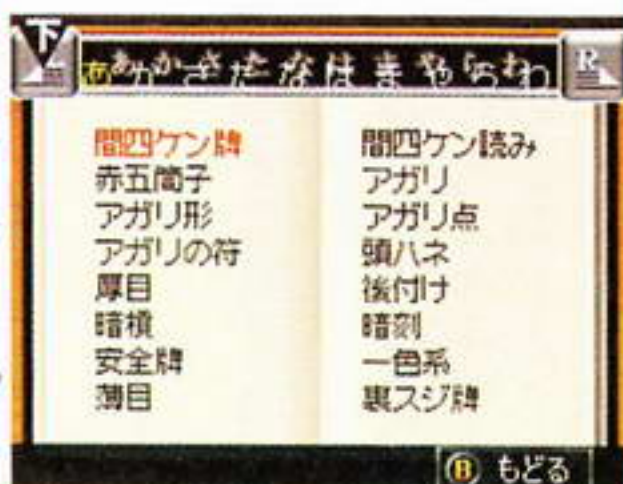 下
L あ あかさたなはまやらわ R
間四ケン牌 間四ケン読み
赤五筒子 アガリ
アガリ形 アガリ点
アガリの符 頭ハネ
厚目 後付け
暗槓 暗刻
安全牌 一色系
薄目 裏スジ牌
B もどる